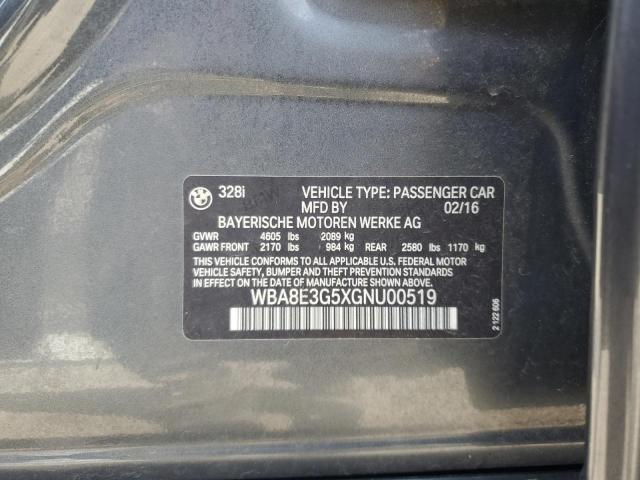 328i VEHICLE TYPE: PASSENGER CAR
MFD BY 02/16
BAYERISCHE MOTOREN WERKE AG
GVWR 4605 lbs 2089 kg
GAWR FRONT 2170 lbs 984 kg REAR 2580 lbs 1170 kg
THIS VEHICLE CONFORMS TO ALL APPLICABLE U.S. FEDERAL MOTOR
VEHICLE SAFETY, BUMPER AND THEFT PREVENTION STANDARDS IN
EFFECT ON THE DATE OF MANUFACTURE SHOWN ABOVE.
WBA8E3G5XGNU00519
2 122 606